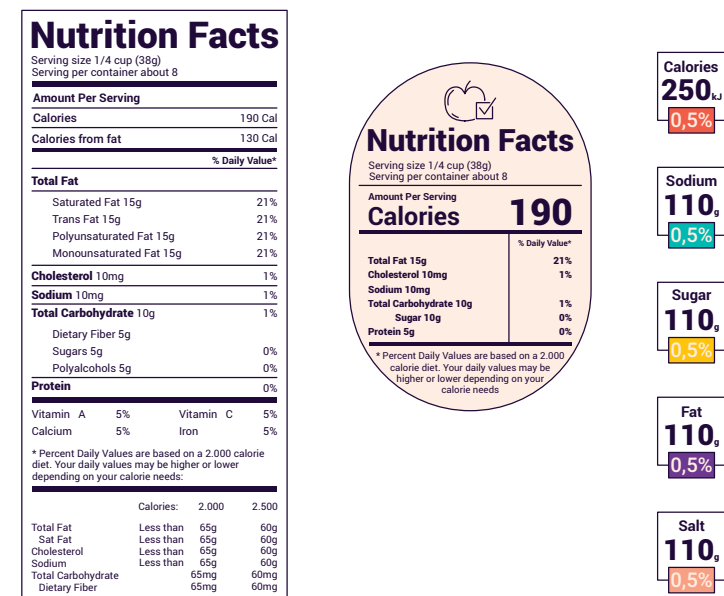 Nutrition Facts
Serving size 1/4 cup (38g)
Serving per container about 8
Amount Per Serving
Calories 190 Cal
Calories from fat 130 Cal
% Daily Value*
Total Fat
Saturated Fat 15g 21%
Trans Fat 15g 21%
Polyunsaturated Fat 15g 21%
Monounsaturated Fat 15g 21%
Cholesterol 10mg 1%
Sodium 10mg 1%
Total Carbohydrate 10g 1%
Dietary Fiber 5g
Sugars 5g 0%
Polyalcohols 5g 0%
Protein 0%
Vitamin A 5% Vitamin C 5%
Calcium 5% Iron 5%
* Percent Daily Values are based on a 2.000 calorie
diet. Your daily values may be higher or lower
depending on your calorie needs:
Calories: 2.000 2.500
Total Fat Less than 65g 60g
Sat Fat Less than 65g 60g
Cholesterol Less than 65g 60g
Sodium Less than 65g 60g
Total Carbohydrate 65mg 60mg
Dietary Fiber 65mg 60mg
Nutrition Facts
Serving size 1/4 cup (38g)
Serving per container about 8
Amount Per Serving
Calories 190
% Daily Value*
Total Fat 15g 21%
Cholesterol 10mg 1%
Sodium 10mg
Total Carbohydrate 10g 1%
Sugar 10g 0%
Protein 5g 0%
* Percent Daily Values are based on a 2.000
calorie diet. Your daily values may be
higher or lower depending on your
calorie needs
Calories
250kJ
0,5%
Sodium
110g
0,5%
Sugar
110g
0,5%
Fat
110g
0,5%
Salt
110g
0,5%